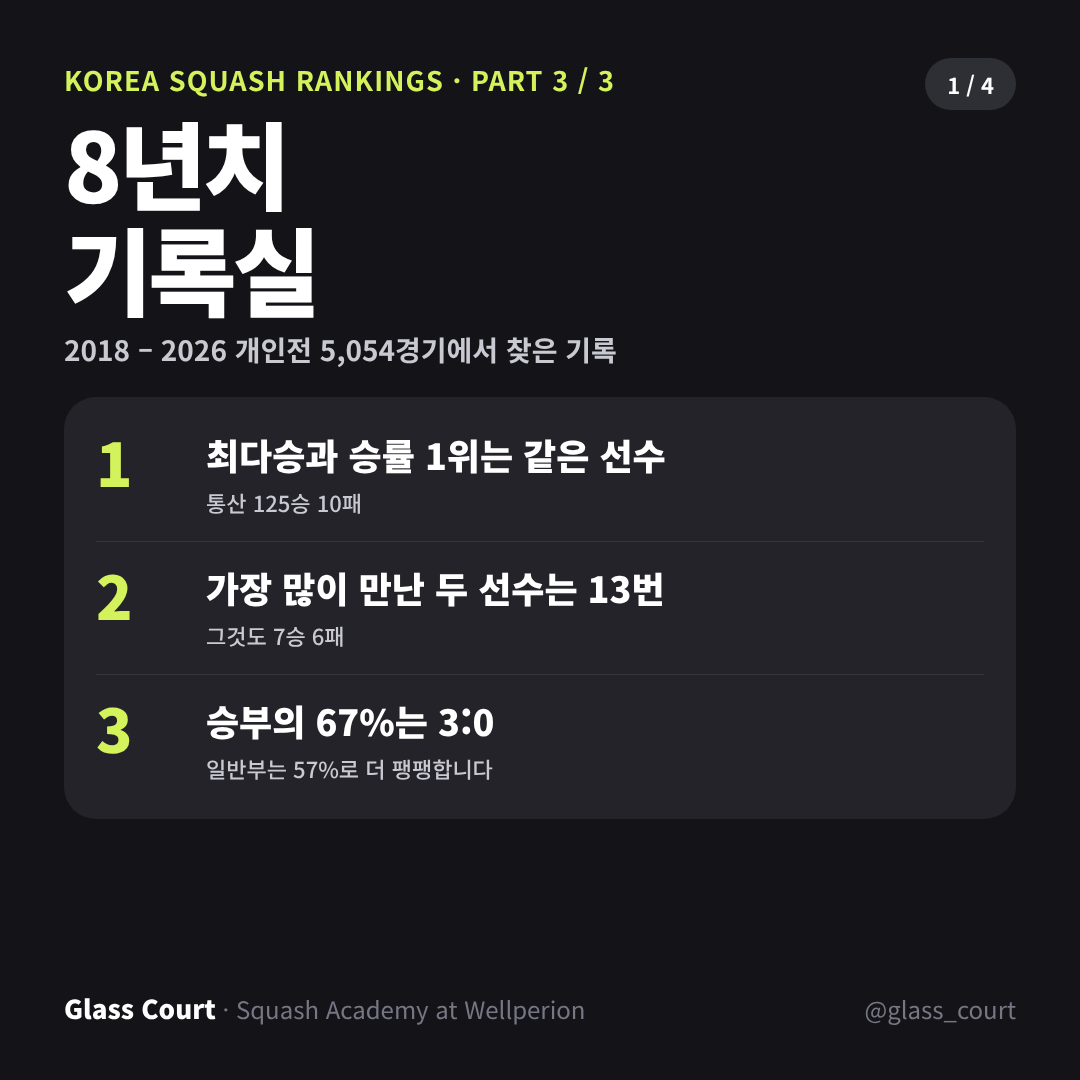 KOREA SQUASH RANKINGS · PART 3 / 3
1 / 4
8년치
기록실
2018 – 2026 개인전 5,054경기에서 찾은 기록
1
최다승과 승률 1위는 같은 선수
통산 125승 10패
2
가장 많이 만난 두 선수는 13번
그것도 7승 6패
3
승부의 67%는 3:0
일반부는 57%로 더 팽팽합니다
Glass Court · Squash Academy at Wellperion
@glass_court